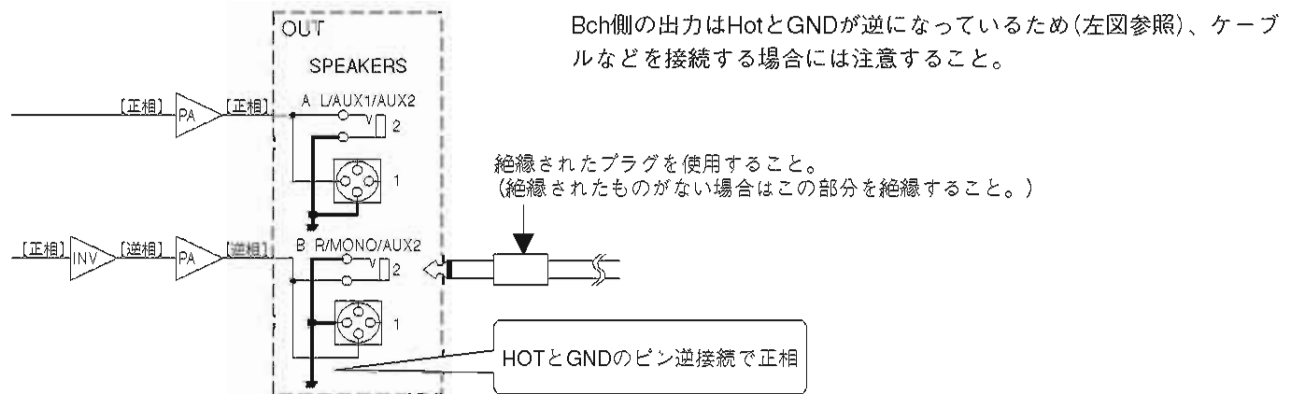 Bch側の出力はHotとGNDが逆になっているため(左図参照)、ケーブ
ルなどを接続する場合には注意すること。
OUT
SPEAKERS
[正相] PA [正相] A L/AUX1/AUX2
2
1
絶縁されたプラグを使用すること。
(絶縁されたものがない場合はこの部分を絶縁すること。)
[正相] INV [逆相] PA [逆相] B R/MONO/AUX2
2
1
HOTとGNDのピン逆接続で正相